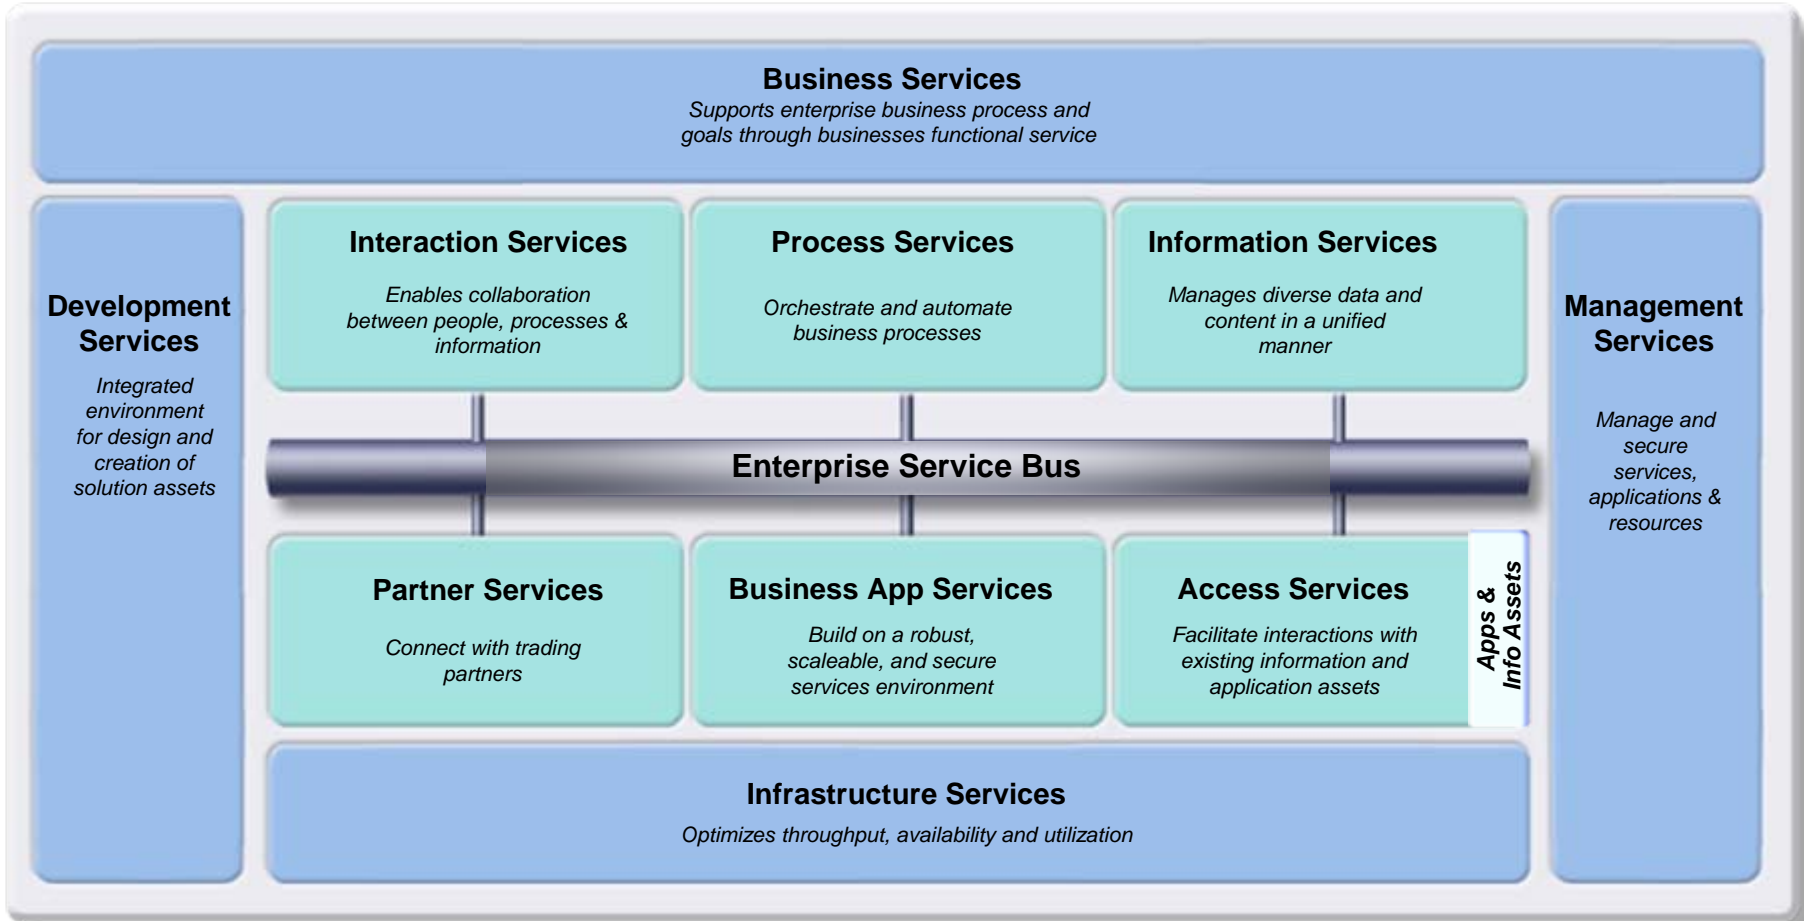 Business Services
Supports enterprise business process and
goals through businesses functional service
Development
Services
Integrated
environment
for design and
creation of
solution assets
Interaction Services
Enables collaboration
between people, processes &
information
Process Services
Orchestrate and automate
business processes
Information Services
Manages diverse data and
content in a unified
manner
Management
Services
Manage and
secure
services,
applications &
resources
Enterprise Service Bus
Partner Services
Connect with trading
partners
Business App Services
Build on a robust,
scaleable, and secure
services environment
Access Services
Facilitate interactions with
existing information and
application assets
Apps &
Info Assets
Infrastructure Services
Optimizes throughput, availability and utilization